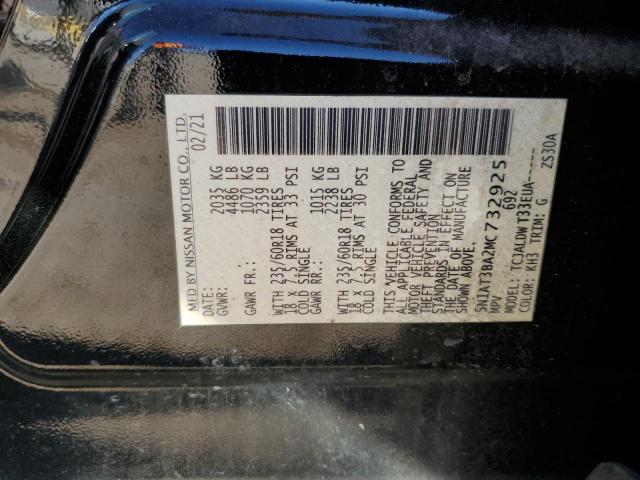 MFD BY NISSAN MOTOR CO., LTD.
DATE: 02/21
GVWR: 2035 KG
4486 LB
GAWR FR.: 1070 KG
2359 LB
WITH 235/60R18 TIRES
18 X 7.5 RIMS AT 33 PSI
COLD SINGLE
GAWR RR.: 1015 KG
2238 LB
WITH 235/60R18 TIRES
18 X 7.5 RIMS AT 30 PSI
COLD SINGLE
THIS VEHICLE CONFORMS TO
ALL APPLICABLE FEDERAL
MOTOR VEHICLE SAFETY AND
THEFT PREVENTION
STANDARDS IN EFFECT ON
THE DATE OF MANUFACTURE
SHOWN ABOVE.
5N1AT3BA2MC732925
MPV 692
MODEL: TCJALDW T33EUA------
COLOR: KH3 TRIM: G ZS30A